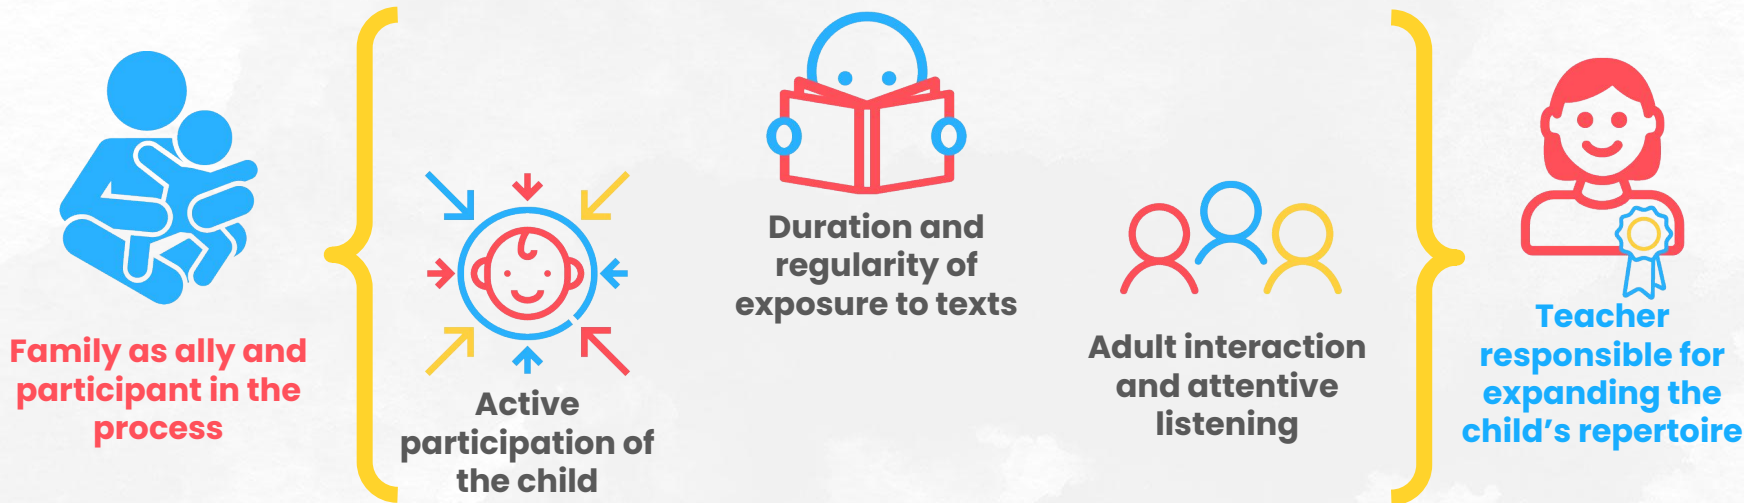 Family as ally and
participant in the
process
Active
participation of
the child
Duration and
regularity of
exposure to texts
Adult interaction
and attentive
listening
Teacher
responsible for
expanding the
child’s repertoire